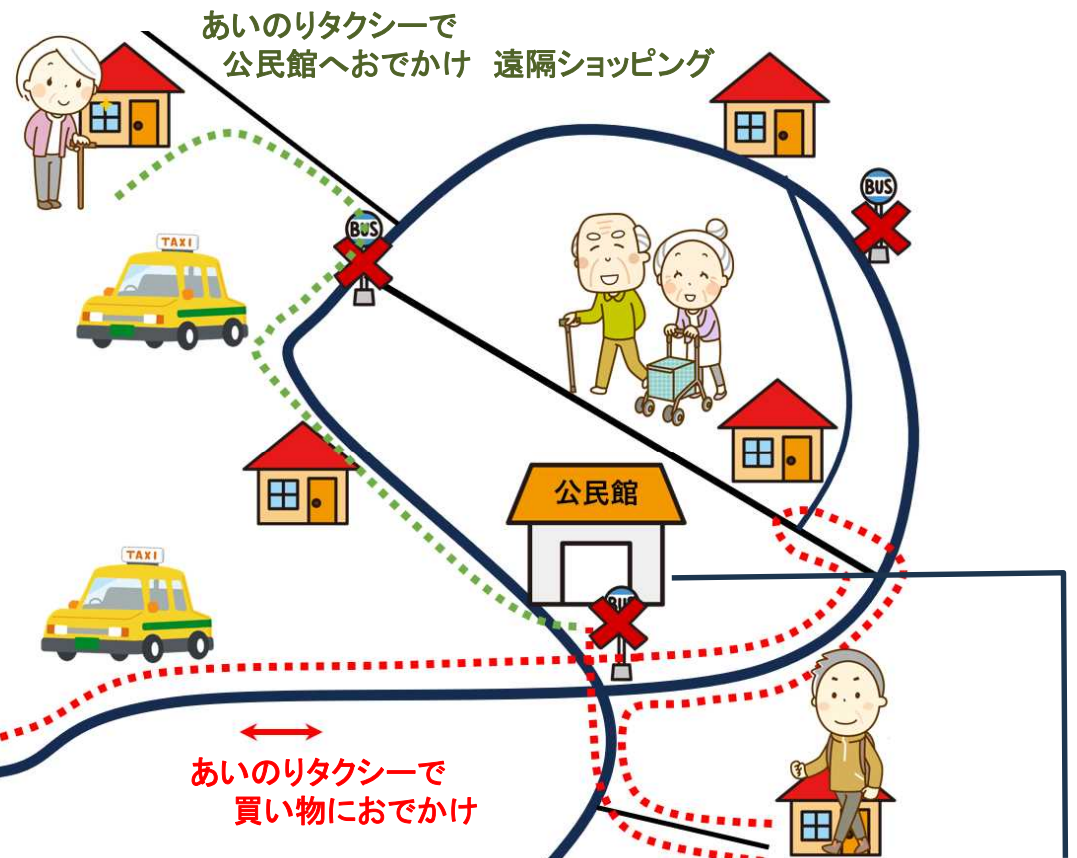 あいのりタクシーで
公民館へおでかけ 遠隔ショッピング
BUS
BUS
TAXI
公民館
TAXI
BUS
あいのりタクシーで
買い物におでかけ